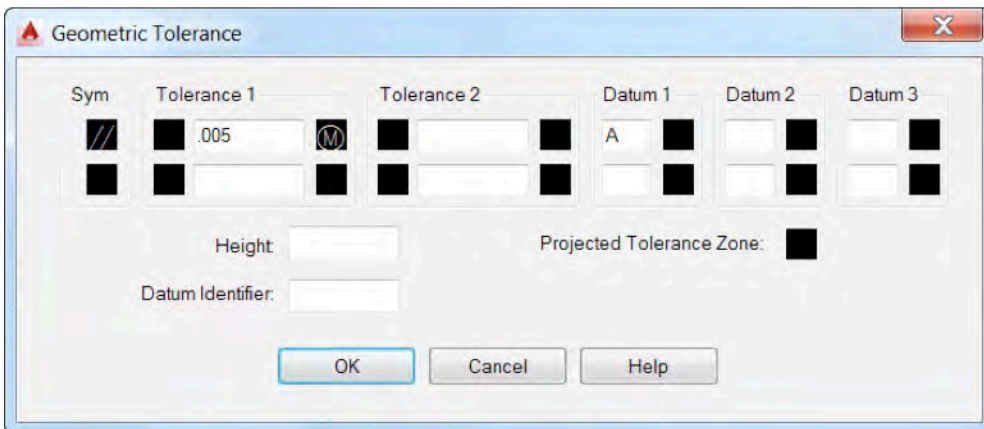 Geometric Tolerance
Sym Tolerance 1 Tolerance 2 Datum 1 Datum 2 Datum 3
// .005 Ⓜ A
Height:
Projected Tolerance Zone:
Datum Identifier:
OK Cancel Help